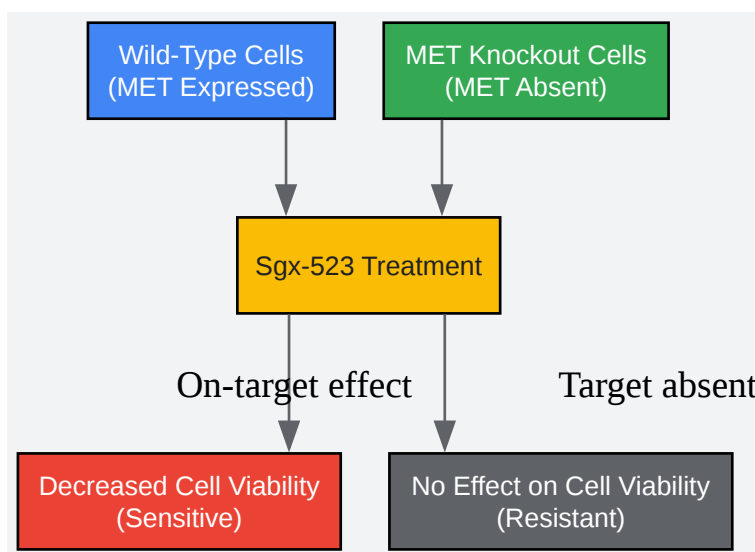 Wild-Type Cells
(MET Expressed)
MET Knockout Cells
(MET Absent)
Sgx-523 Treatment
On-target effect
Target absent
Decreased Cell Viability
(Sensitive)
No Effect on Cell Viability
(Resistant)